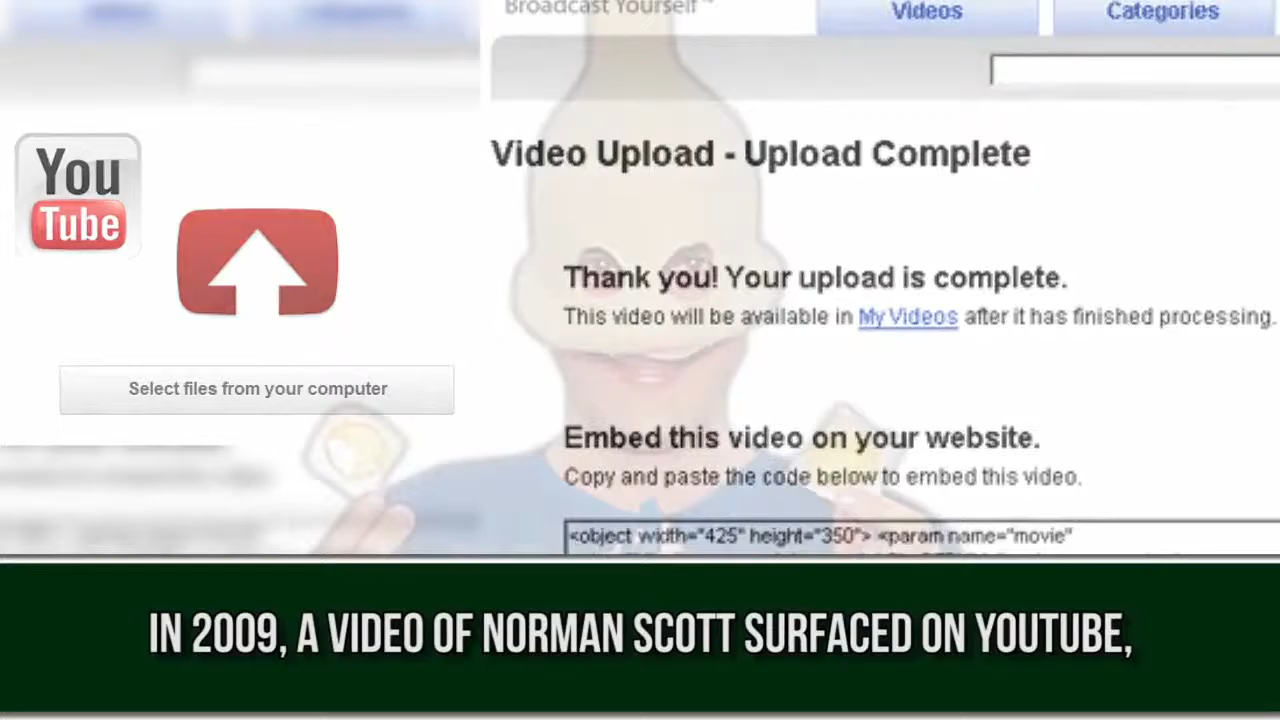 Broadcast Yourself™
Videos
Categories
You
Tube
Video Upload - Upload Complete
Thank you! Your upload is complete.
This video will be available in My Videos after it has finished processing.
Select files from your computer
Embed this video on your website.
Copy and paste the code below to embed this video.
<object width="425" height="350"> <param name="movie"
IN 2009, A VIDEO OF NORMAN SCOTT SURFACED ON YOUTUBE,